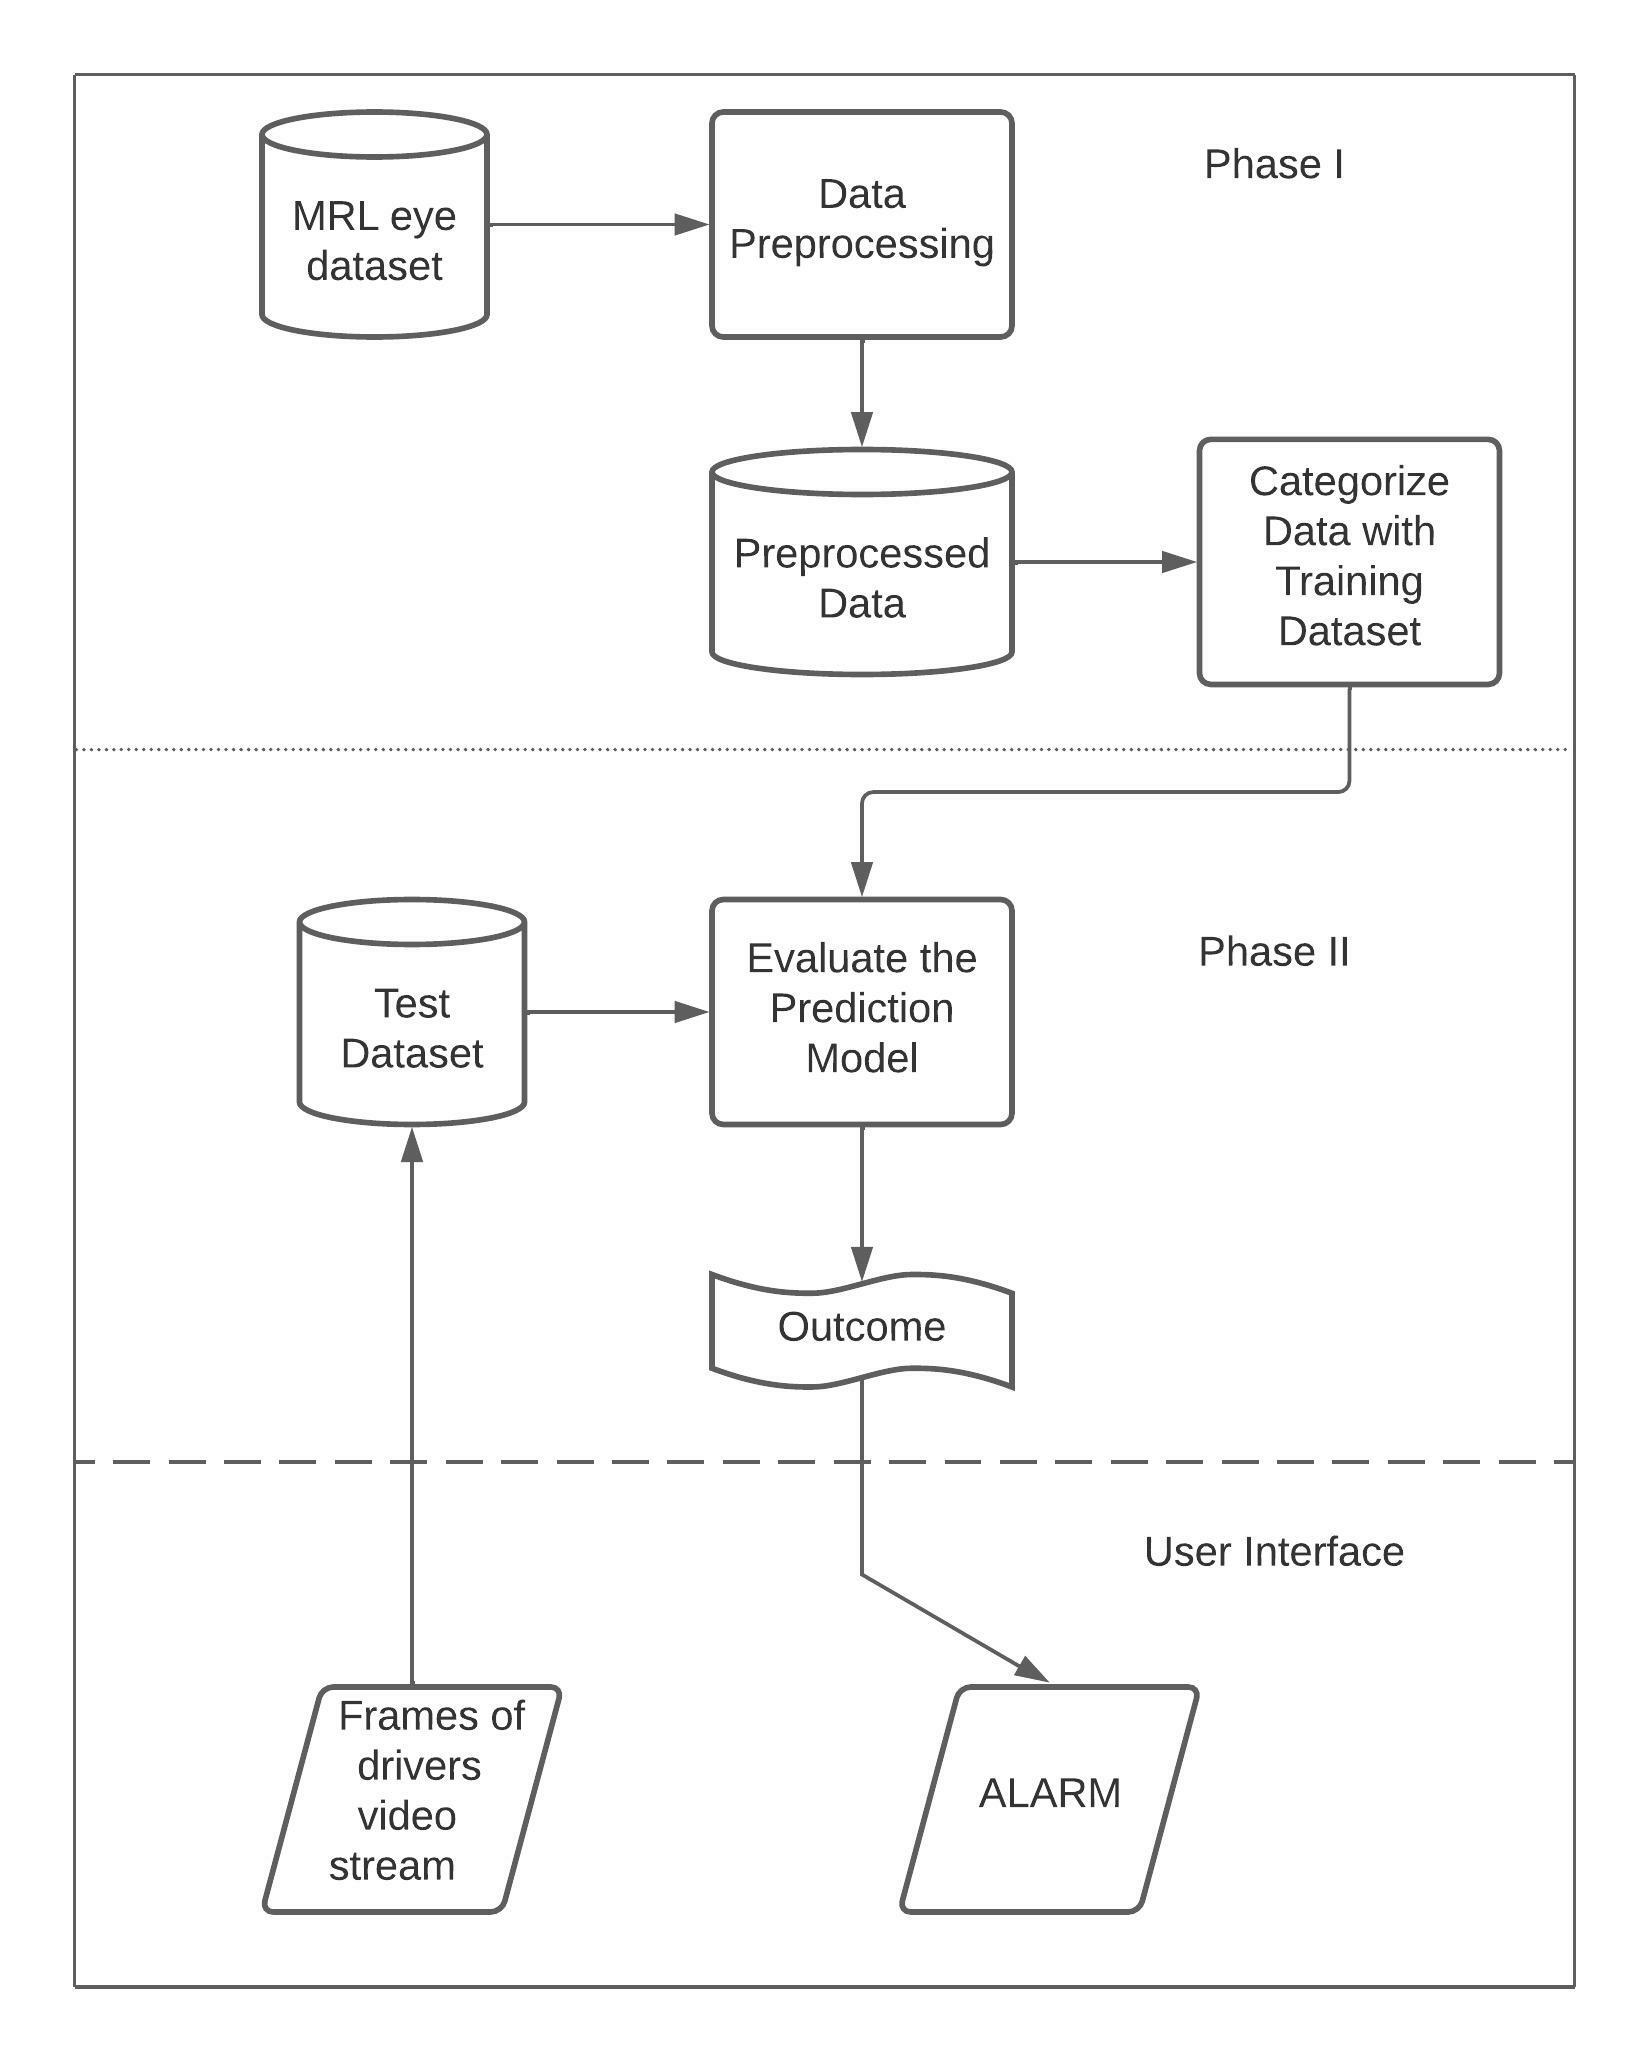 MRL eye
dataset
Data
Preprocessing
Phase I
Preprocessed
Data
Categorize
Data with
Training
Dataset
Test
Dataset
Evaluate the
Prediction
Model
Phase II
Outcome
User Interface
Frames of
drivers
video
stream
ALARM